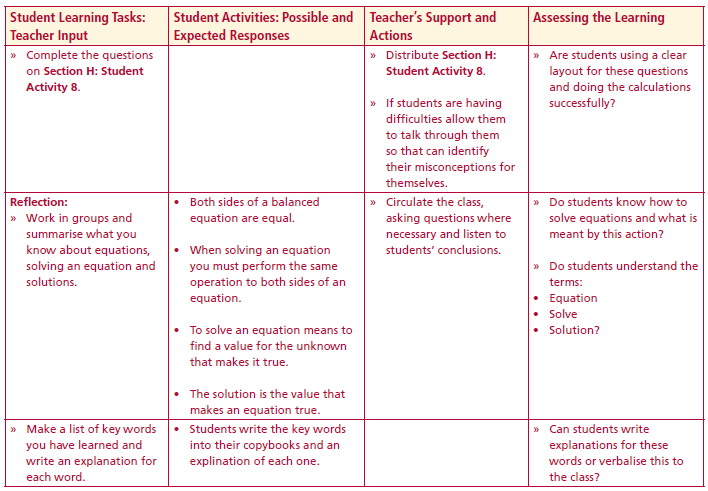 Student Learning Tasks:
Teacher Input
Student Activities: Possible and
Expected Responses
Teacher's Support and
Actions
Assessing the Learning
» Complete the questions
on Section H: Student
Activity 8.
» Distribute Section H:
Student Activity 8.
» If students are having
difficulties allow them
to talk through them
so that can identify
their misconceptions for
themselves.
» Are students using a clear
layout for these questions
and doing the calculations
successfully?
Reflection:
» Work in groups and
summarise what you
know about equations,
solving an equation and
solutions.
• Both sides of a balanced
equation are equal.
• When solving an equation
you must perform the same
operation to both sides of an
equation.
• To solve an equation means to
find a value for the unknown
that makes it true.
• The solution is the value that
makes an equation true.
» Circulate the class,
asking questions where
necessary and listen to
students' conclusions.
» Do students know how to
solve equations and what is
meant by this action?
» Do students understand the
terms:
• Equation
• Solve
• Solution?
» Make a list of key words
you have learned and
write an explanation for
each word.
• Students write the key words
into their copybooks and an
explination of each one.
» Can students write
explanations for these
words or verbalise this to
the class?